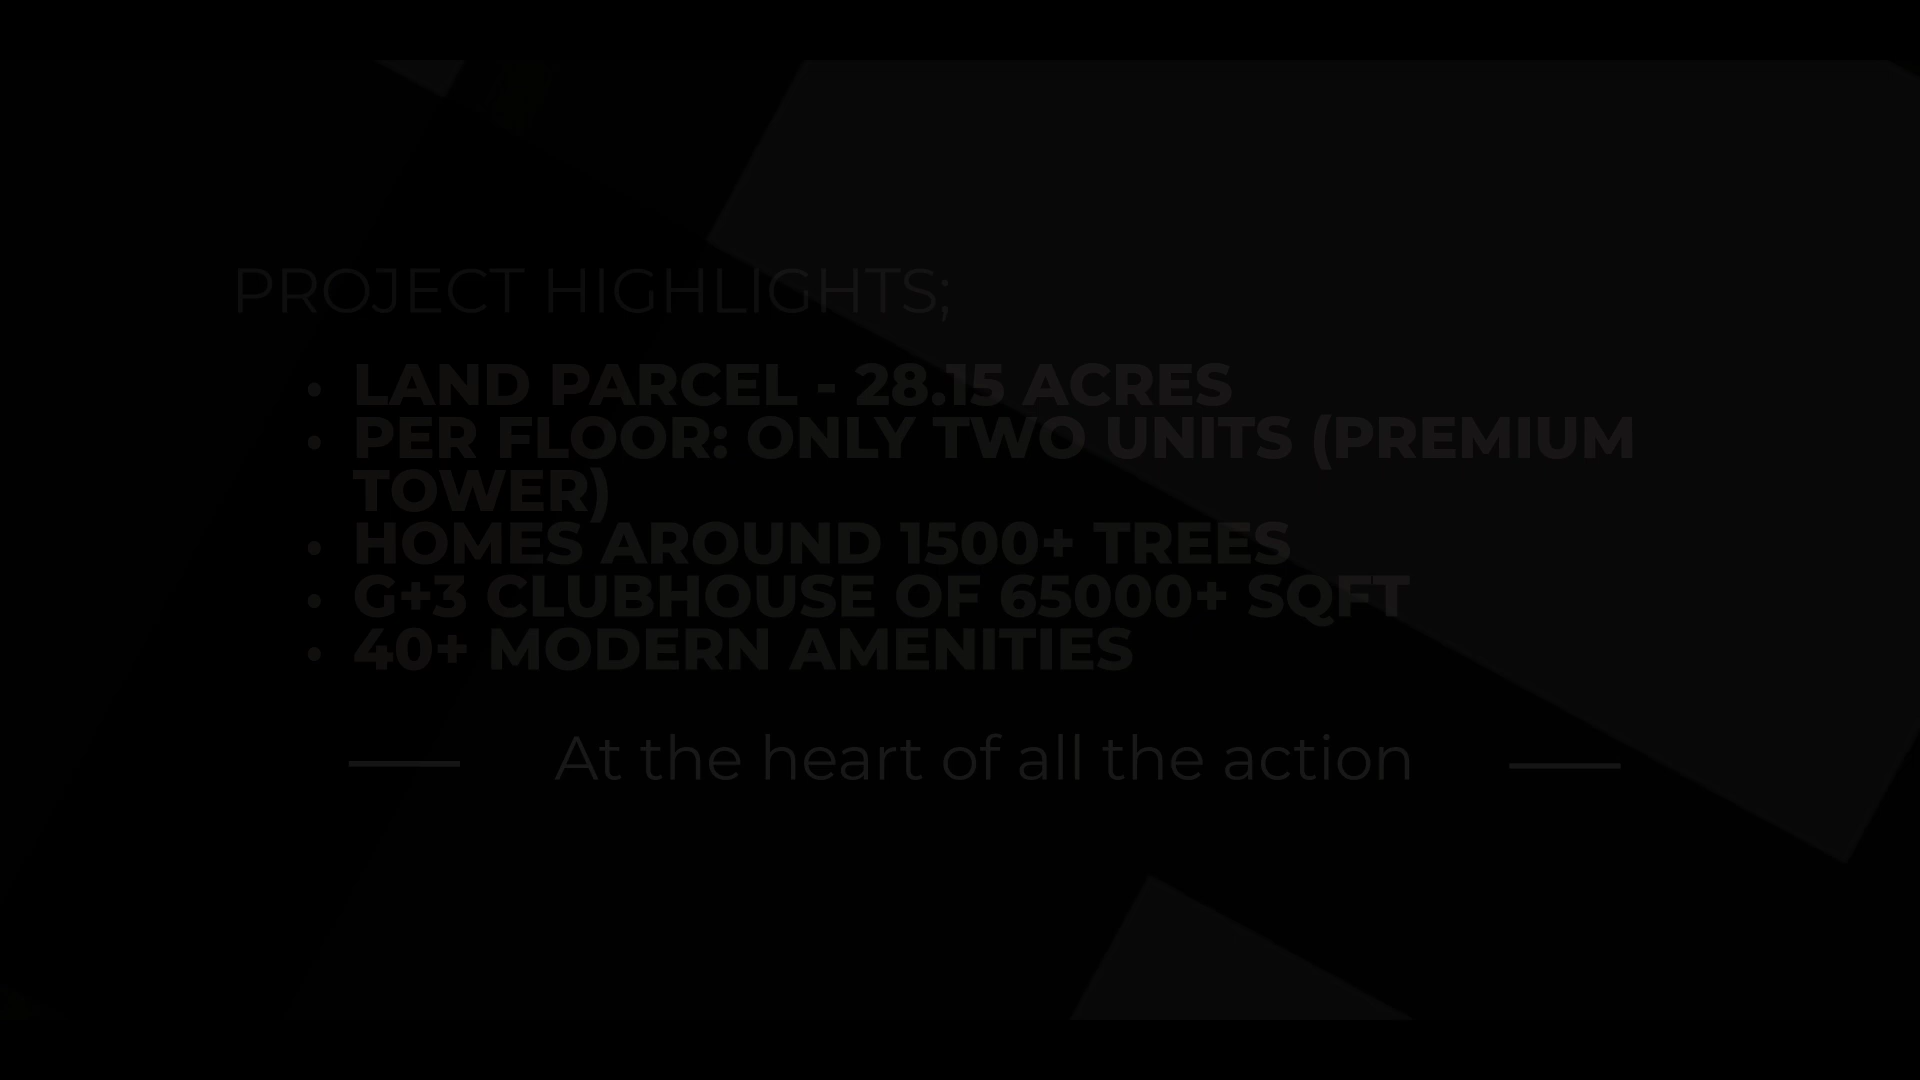 PROJECT HIGHLIGHTS;
• LAND PARCEL - 28.15 ACRES
• PER FLOOR: ONLY TWO UNITS (PREMIUM
TOWER)
• HOMES AROUND 1500+ TREES
• G+3 CLUBHOUSE OF 65000+ SQFT
• 40+ MODERN AMENITIES
At the heart of all the action